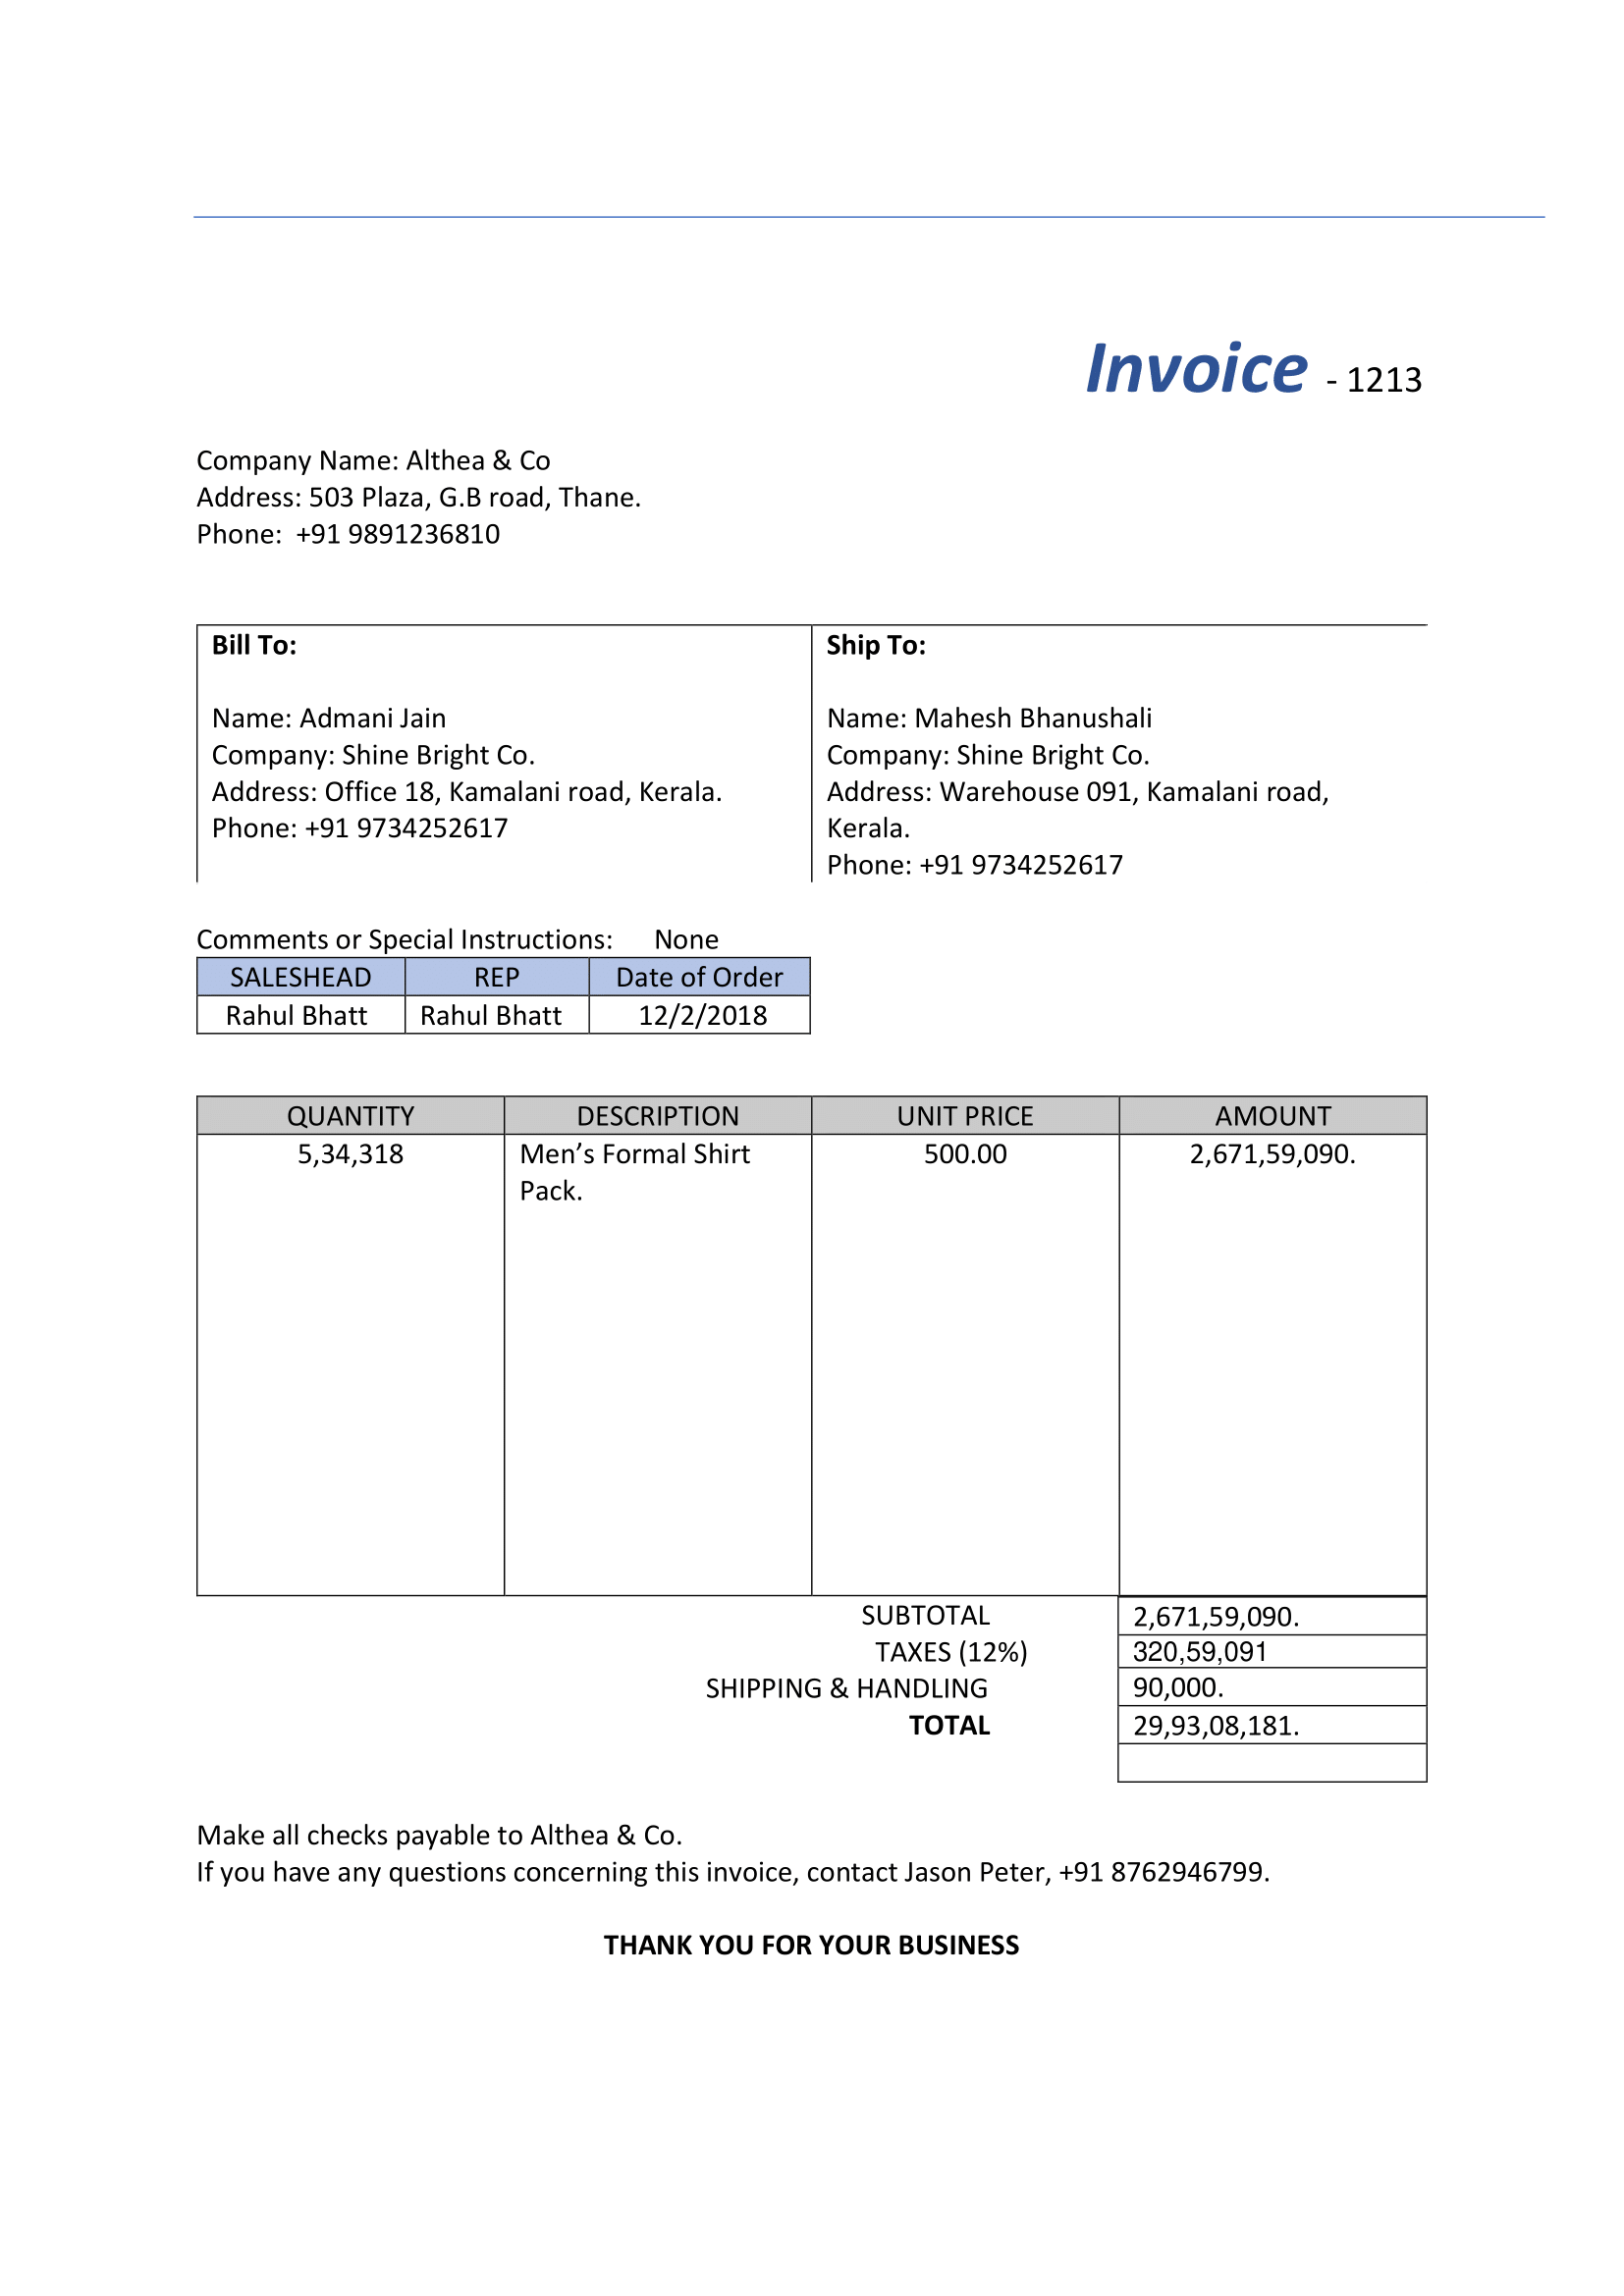 Invoice - 1213
Company Name: Althea & Co
Address: 503 Plaza, G.B road, Thane.
Phone:  +91 9891236810
Bill To:
Name: Admani Jain
Company: Shine Bright Co.
Address: Office 18, Kamalani road, Kerala.
Phone: +91 9734252617
Ship To:
Name: Mahesh Bhanushali
Company: Shine Bright Co.
Address: Warehouse 091, Kamalani road,
Kerala.
Phone: +91 9734252617
Comments or Special Instructions: None
SALESHEAD REP Date of Order
Rahul Bhatt Rahul Bhatt 12/2/2018
QUANTITY DESCRIPTION UNIT PRICE AMOUNT
5,34,318 Men’s Formal Shirt 500.00 2,671,59,090.
Pack.
SUBTOTAL 2,671,59,090.
TAXES (12%) 320,59,091
SHIPPING & HANDLING 90,000.
TOTAL 29,93,08,181.
Make all checks payable to Althea & Co.
If you have any questions concerning this invoice, contact Jason Peter, +91 8762946799.
THANK YOU FOR YOUR BUSINESS